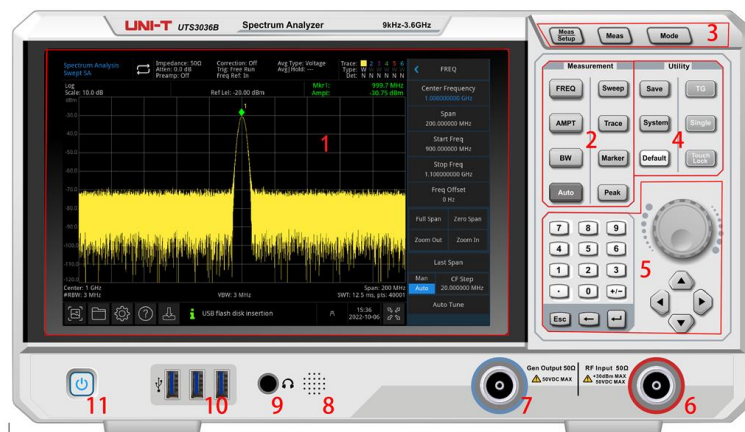 UNI-T UTS3036B Spectrum Analyzer 9kHz-3.6GHz
Meas Setup Meas Mode 3
Spectrum Analysis
Swept SA
Impedance: 50Ω Correction: Off Avg Type: Voltage Trace: 1 2 3 4 5 6
Atten: 0.0 dB Trig: Free Run Avg|Hold: --- Type: W W W W W W
Preamp: Off Freq Ref: In Det: N N N N N N
Log
Scale: 10.0 dB Ref Lel: -20.00 dBm
Mkr1: 999.7 MHz
Ampt: -30.75 dBm
dBm
-30.0
-40.0
-50.0
-60.0
-70.0
-80.0
-90.0
-100.0
-110.0
-120.0
1
1
Center: 1 GHz Span: 200 MHz
#RBW: 3 MHz VBW: 3 MHz SWT: 12.5 ms, pts: 40001
USB flash disk insertion
15:36
2022-10-06
FREQ
Center Frequency
1.000000000 GHz
Span
200.000000 MHz
Start Freq
900.000000 MHz
Stop Freq
1.100000000 GHz
Freq Offset
0 Hz
Full Span Zero Span
Zoom Out Zoom In
Last Span
Man CF Step
Auto 20.000000 MHz
Auto Tune
Measurement Utility
FREQ Sweep Save TG
AMPT Trace System Single
BW Marker Default Touch Lock
Auto Peak
2 4
7 8 9
4 5 6
1 2 3
. 0 +/-
Esc ← ↵
5
Gen Output 50Ω RF Input 50Ω
50VDC MAX +30dBm MAX
50VDC MAX
11 10 9 8 7 6